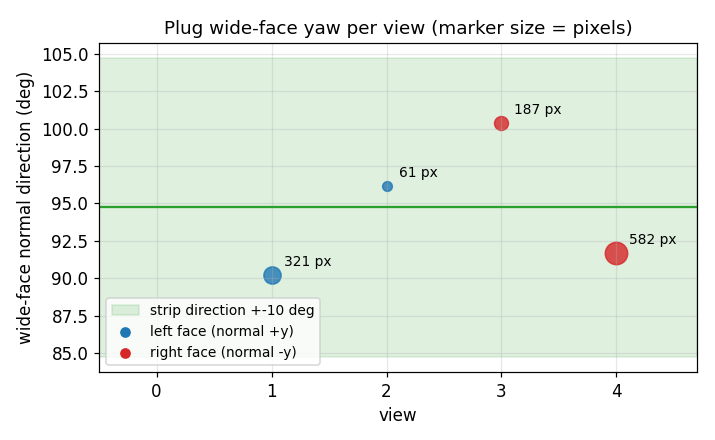 Plug wide-face yaw per view (marker size = pixels)
wide-face normal direction (deg)
105.0
102.5
100.0
97.5
95.0
92.5
90.0
87.5
85.0
187 px
61 px
582 px
321 px
strip direction +-10 deg
left face (normal +y)
right face (normal -y)
0
1
2
3
4
view